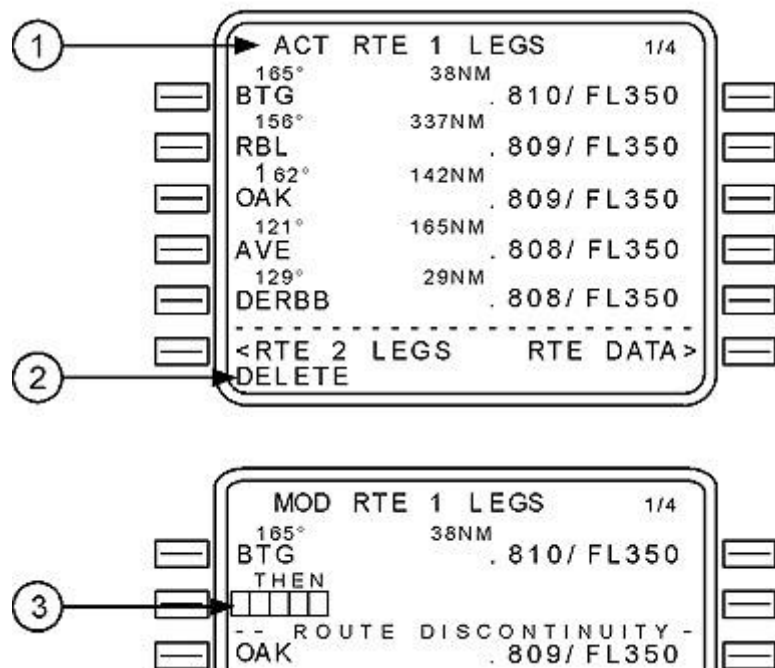 1
ACT RTE 1 LEGS 1/4
165° 38NM
BTG .810/ FL350
156° 337NM
RBL .809/ FL350
162° 142NM
OAK .809/ FL350
121° 165NM
AVE .808/ FL350
129° 29NM
DERBB .808/ FL350
- - - - - - - - - - - - - - - - - - - - - - - -
<RTE 2 LEGS RTE DATA>
2
DELETE
MOD RTE 1 LEGS 1/4
165° 38NM
BTG .810/ FL350
THEN
3
-- ROUTE DISCONTINUITY -
OAK .809/ FL350